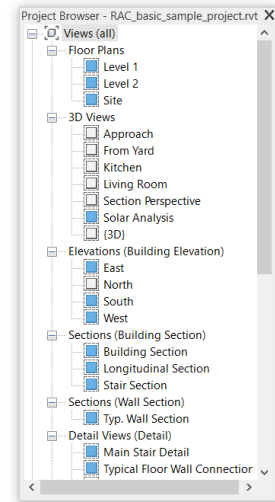 Project Browser - RAC_basic_sample_project.rvt
Views (all)
Floor Plans
Level 1
Level 2
Site
3D Views
Approach
From Yard
Kitchen
Living Room
Section Perspective
Solar Analysis
{3D}
Elevations (Building Elevation)
East
North
South
West
Sections (Building Section)
Building Section
Longitudinal Section
Stair Section
Sections (Wall Section)
Typ. Wall Section
Detail Views (Detail)
Main Stair Detail
Typical Floor Wall Connection